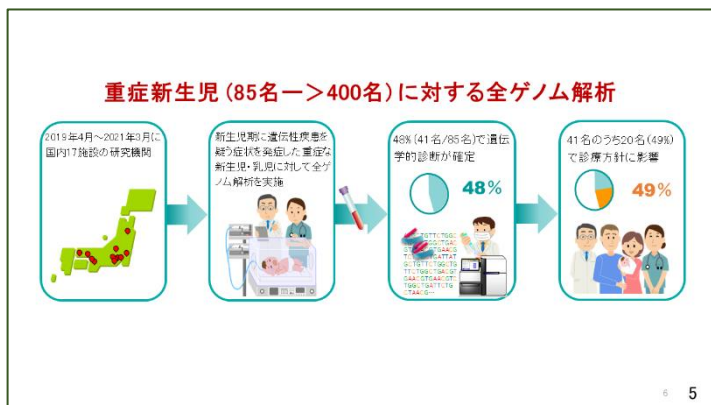 重症新生児(85名ー>400名)に対する全ゲノム解析
2019年4月~2021年3月に
国内17施設の研究機関
新生児期に遺伝性疾患を
疑う症状を発症した重症な
新生児・乳児に対して全ゲ
ノム解析を実施
48%(41名/85名)で遺伝
学的診断が確定
48%
41名のうち20名(49%)
で診療方針に影響
49%
6
5